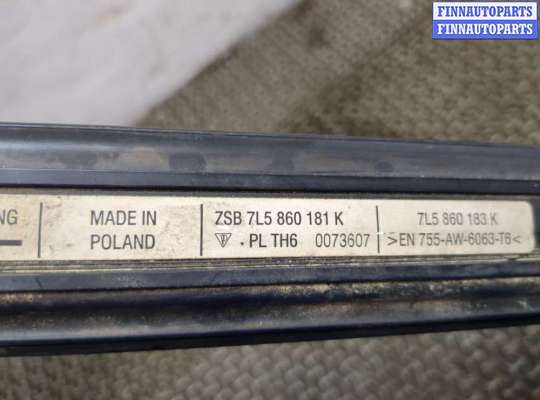 FINNAUTOPARTS
FINNAUTOPARTS
NG
MADE IN
POLAND
ZSB 7L5 860 181 K
. PL TH6 0073607
7L5 860 183 K
>EN 755-AW-6063-T6<